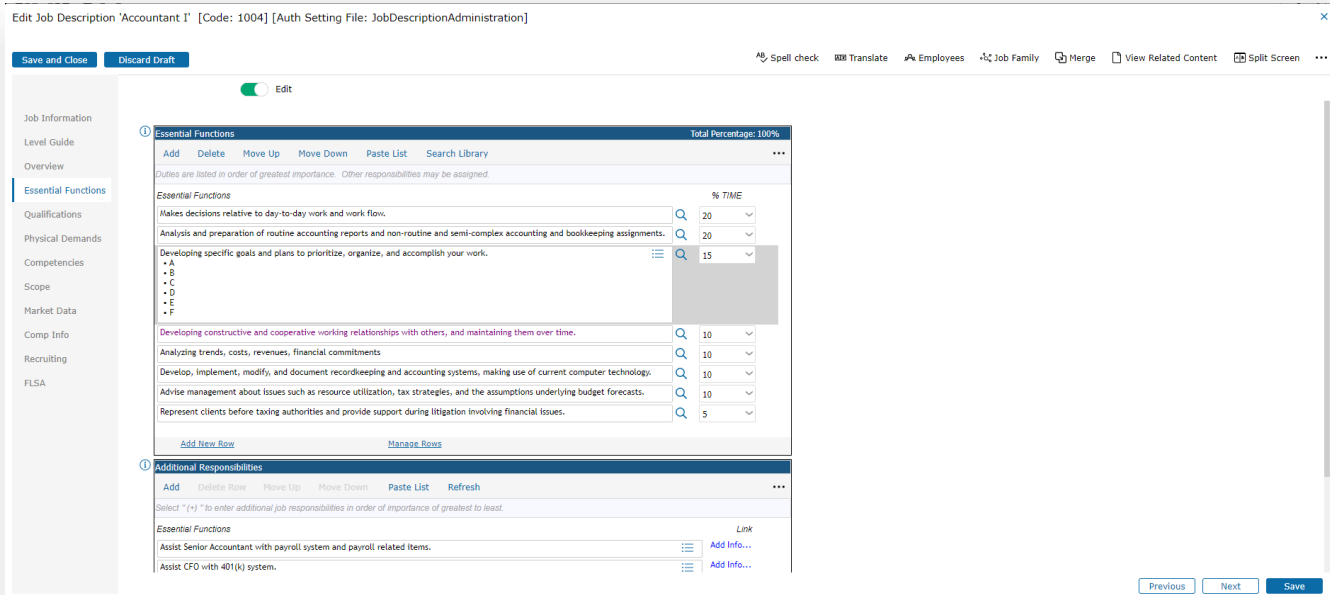 Edit Job Description 'Accountant I' [Code: 1004] [Auth Setting File: JobDescriptionAdministration]
Save and Close Discard Draft Spell check Translate Employees Job Family Merge View Related Content Split Screen
Edit
Job Information
Level Guide
Overview
Essential Functions
Qualifications
Physical Demands
Competencies
Scope
Market Data
Comp Info
Recruiting
FLSA
Essential Functions Total Percentage: 100%
Add Delete Move Up Move Down Paste List Search Library
Duties are listed in order of greatest importance. Other responsibilities may be assigned.
Essential Functions % TIME
Makes decisions relative to day-to-day work and work flow. 20
Analysis and preparation of routine accounting reports and non-routine and semi-complex accounting and bookkeeping assignments. 20
Developing specific goals and plans to prioritize, organize, and accomplish your work. 15
• A
• B
• C
• D
• E
• F
Developing constructive and cooperative working relationships with others, and maintaining them over time. 10
Analyzing trends, costs, revenues, financial commitments 10
Develop, implement, modify, and document recordkeeping and accounting systems, making use of current computer technology. 10
Advise management about issues such as resource utilization, tax strategies, and the assumptions underlying budget forecasts. 10
Represent clients before taxing authorities and provide support during litigation involving financial issues. 5
Add New Row Manage Rows
Additional Responsibilities
Add Delete Row Move Up Move Down Paste List Refresh
Select " (+) " to enter additional job responsibilities in order of importance of greatest to least.
Essential Functions Link
Assist Senior Accountant with payroll system and payroll related items. Add Info...
Assist CFO with 401(k) system. Add Info...
Previous Next Save